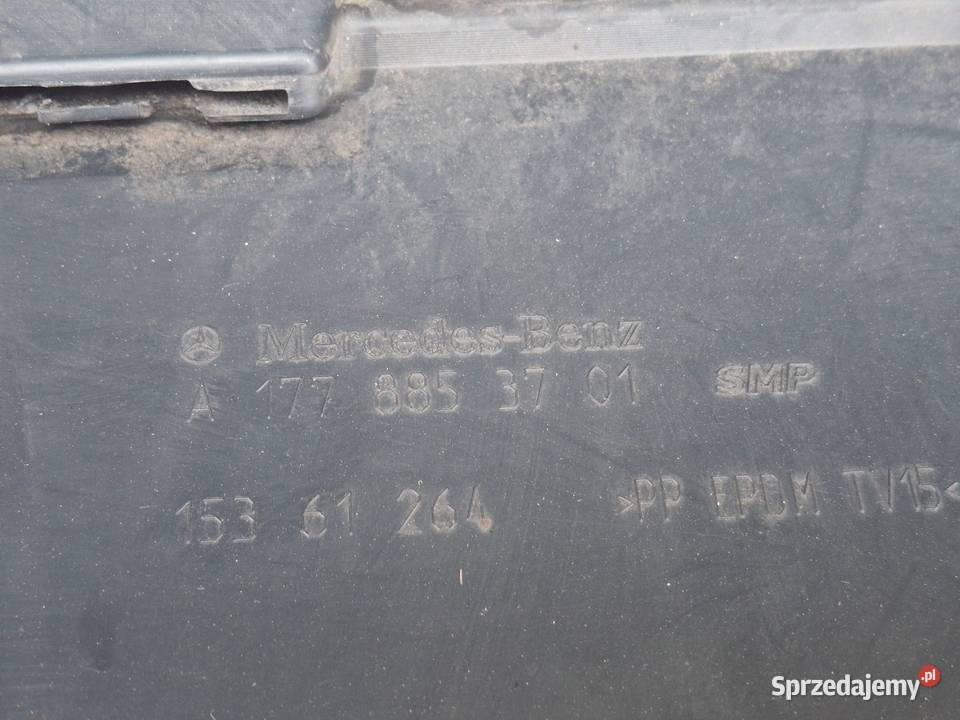 Mercedes-Benz
A 177 885 37 01 SMP
153 61 264 >PP EPDM TV15<
Sprzedajemy.pl